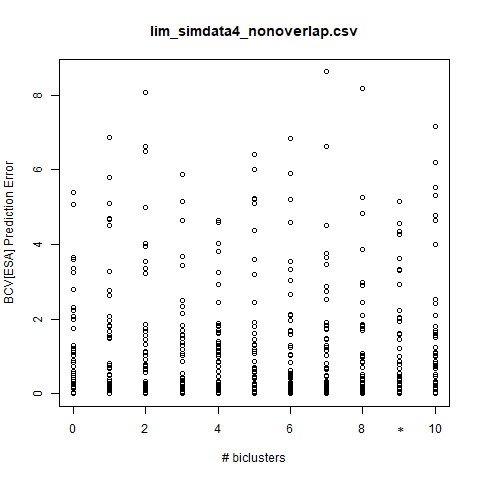 lim_simdata4_nonoverlap.csv
BCV[ESA] Prediction Error
8
6
4
2
0
0 2 4 6 8 * 10
# biclusters